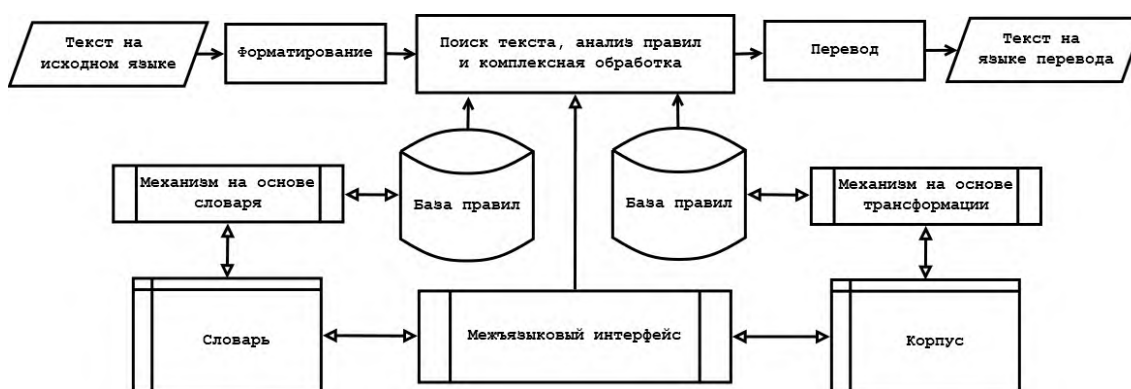 Текст на
исходном языке
Форматирование
Поиск текста, анализ правил
и комплексная обработка
Перевод
Текст на
языке перевода
Механизм на основе
словаря
База правил
База правил
Механизм на основе
трансформации
Словарь
Межъязыковый интерфейс
Корпус